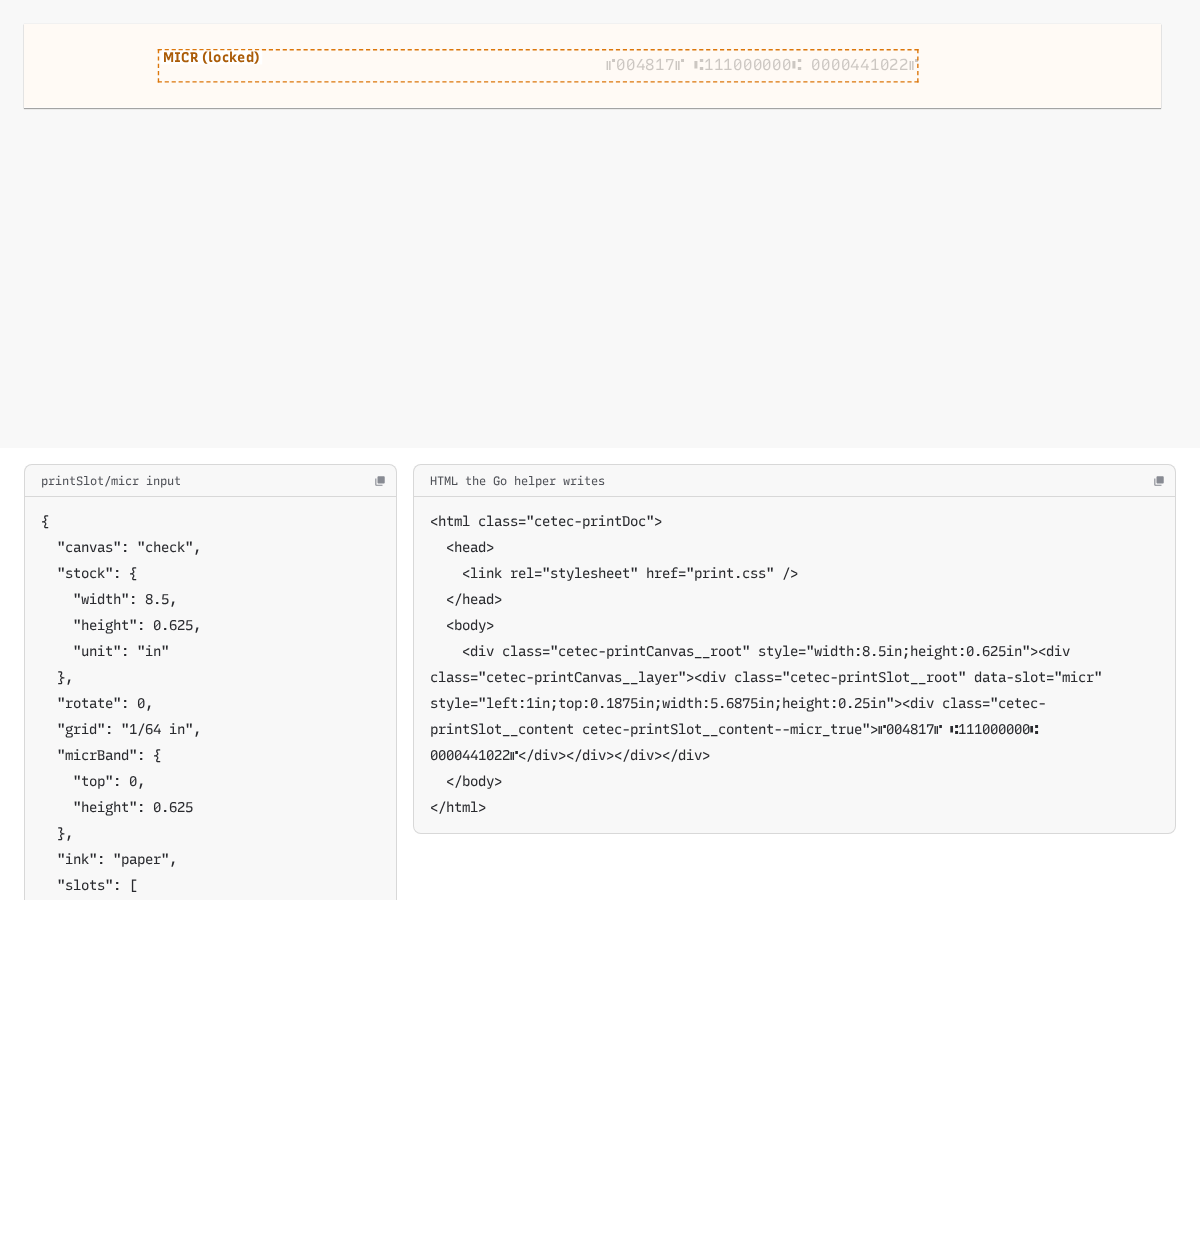 MICR (locked)
⑈004817⑈ ⑆111000000⑆ 0000441022⑈
printSlot/micr input
{
  "canvas": "check",
  "stock": {
    "width": 8.5,
    "height": 0.625,
    "unit": "in"
  },
  "rotate": 0,
  "grid": "1/64 in",
  "micrBand": {
    "top": 0,
    "height": 0.625
  },
  "ink": "paper",
  "slots": [
HTML the Go helper writes
<html class="cetec-printDoc">
  <head>
    <link rel="stylesheet" href="print.css" />
  </head>
  <body>
    <div class="cetec-printCanvas__root" style="width:8.5in;height:0.625in"><div
class="cetec-printCanvas__layer"><div class="cetec-printSlot__root" data-slot="micr"
style="left:1in;top:0.1875in;width:5.6875in;height:0.25in"><div class="cetec-
printSlot__content cetec-printSlot__content--micr_true">⑈004817⑈ ⑆111000000⑆
0000441022⑈</div></div></div></div>
  </body>
</html>